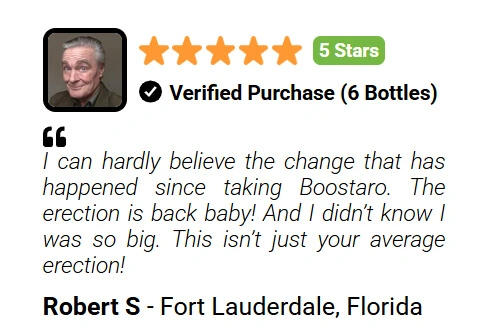 5 Stars
Verified Purchase (6 Bottles)
“
I can hardly believe the change that has
happened since taking Boostaro. The
erection is back baby! And I didn’t know I
was so big. This isn’t just your average
erection!
Robert S - Fort Lauderdale, Florida